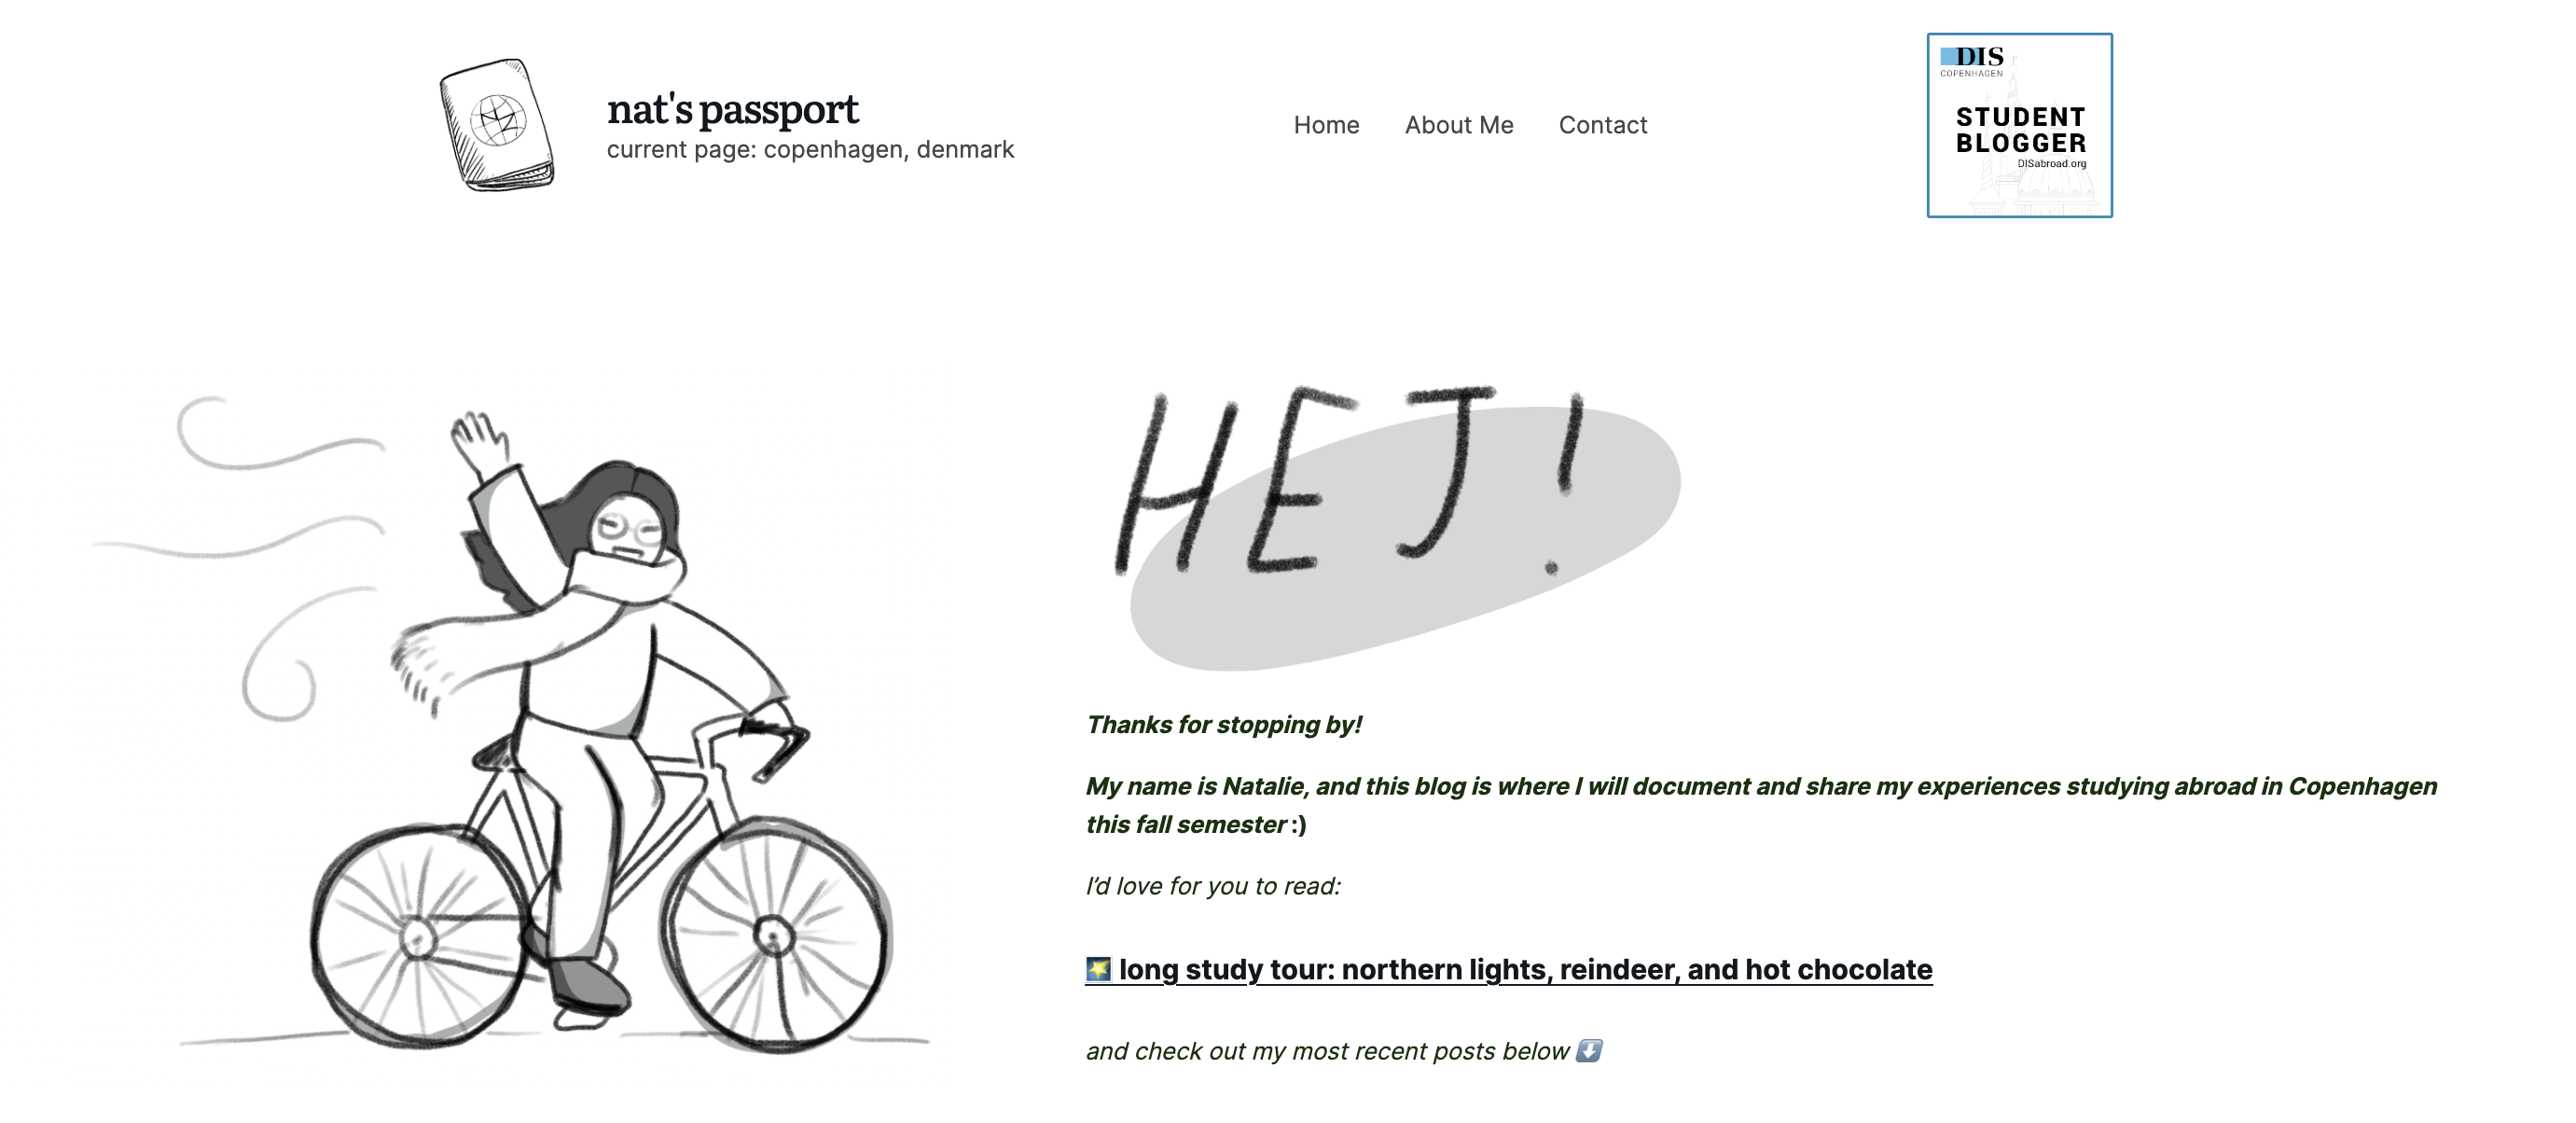 nat's passport
current page: copenhagen, denmark
Home About Me Contact
DIS
COPENHAGEN
STUDENT
BLOGGER
DISabroad.org
HEJ!
Thanks for stopping by!
My name is Natalie, and this blog is where I will document and share my experiences studying abroad in Copenhagen
this fall semester :)
I'd love for you to read:
🌠 long study tour: northern lights, reindeer, and hot chocolate
and check out my most recent posts below ⬇️